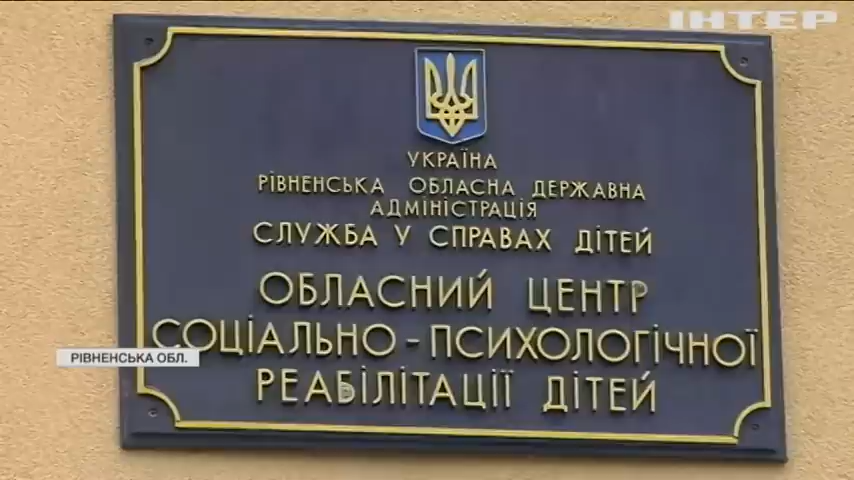 ІНТЕР
УКРАЇНА
РІВНЕНСЬКА ОБЛАСНА ДЕРЖАВНА
АДМІНІСТРАЦІЯ
СЛУЖБА У СПРАВАХ ДІТЕЙ
ОБЛАСНИЙ ЦЕНТР
СОЦІАЛЬНО-ПСИХОЛОГІЧНОЇ
РЕАБІЛІТАЦІЇ ДІТЕЙ
РІВНЕНСЬКА ОБЛ.